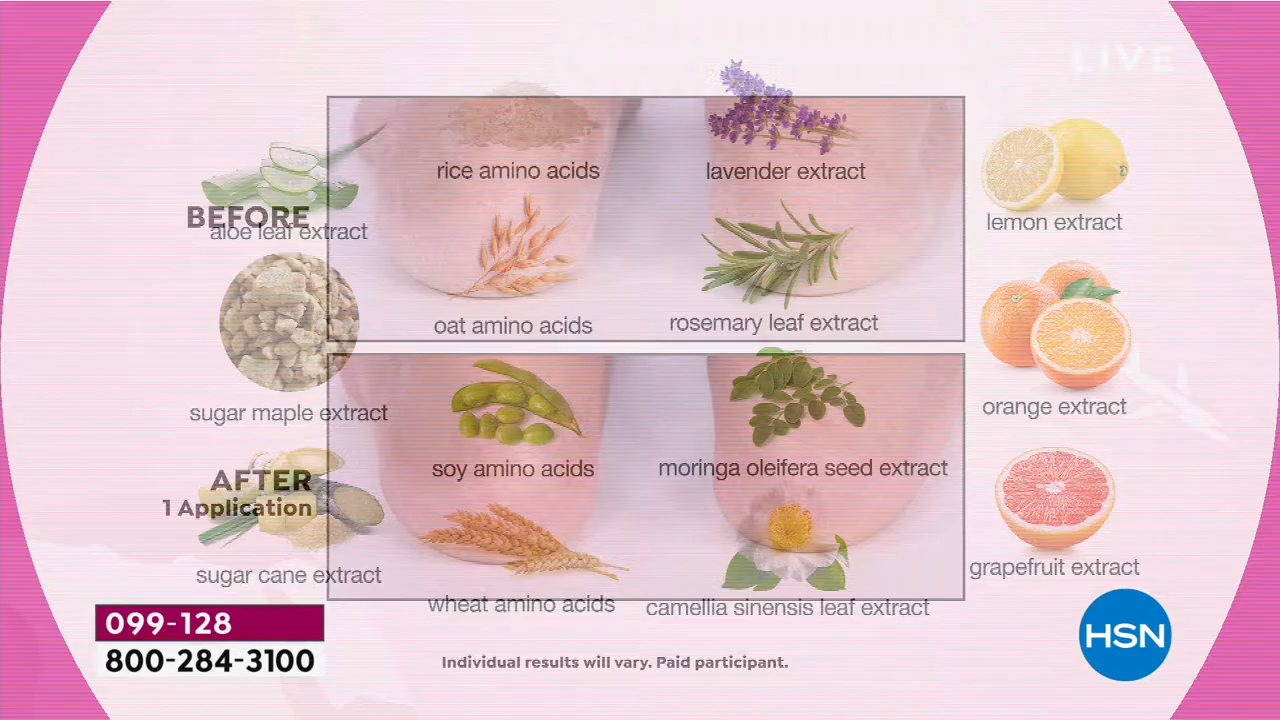 LIVE
rice amino acids
lavender extract
BEFORE
aloe leaf extract
lemon extract
oat amino acids
rosemary leaf extract
sugar maple extract
orange extract
soy amino acids
moringa oleifera seed extract
AFTER
1 Application
sugar cane extract
grapefruit extract
wheat amino acids
camellia sinensis leaf extract
099-128
800-284-3100
HSN
Individual results will vary. Paid participant.